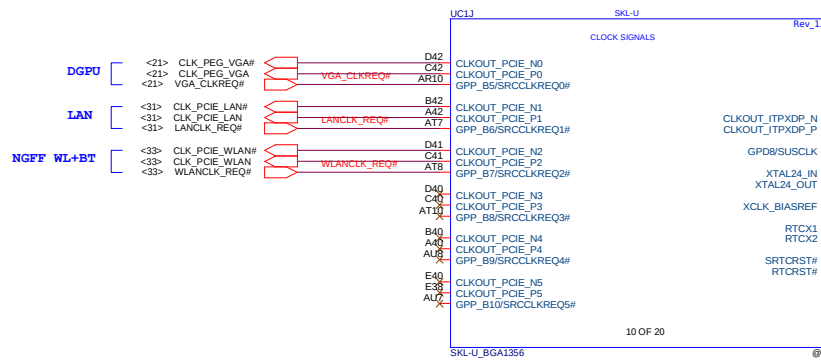 UC1J SKL-U
Rev_1.
CLOCK SIGNALS
DGPU
<21> CLK_PEG_VGA# D42 CLKOUT_PCIE_N0
<21> CLK_PEG_VGA C42 CLKOUT_PCIE_P0
<21> VGA_CLKREQ# VGA_CLKREQ# AR10 GPP_B5/SRCCLKREQ0#
LAN
<31> CLK_PCIE_LAN# B42 CLKOUT_PCIE_N1
<31> CLK_PCIE_LAN A42 CLKOUT_PCIE_P1 CLKOUT_ITPXDP_N
<31> LANCLK_REQ# LANCLK_REQ# AT7 GPP_B6/SRCCLKREQ1# CLKOUT_ITPXDP_P
NGFF WL+BT
<33> CLK_PCIE_WLAN# D41 CLKOUT_PCIE_N2 GPD8/SUSCLK
<33> CLK_PCIE_WLAN C41 CLKOUT_PCIE_P2
<33> WLANCLK_REQ# WLANCLK_REQ# AT8 GPP_B7/SRCCLKREQ2# XTAL24_IN
XTAL24_OUT
D40 CLKOUT_PCIE_N3
C40 CLKOUT_PCIE_P3 XCLK_BIASREF
AT10 GPP_B8/SRCCLKREQ3#
RTCX1
B40 CLKOUT_PCIE_N4 RTCX2
A40 CLKOUT_PCIE_P4
AU8 GPP_B9/SRCCLKREQ4# SRTCRST#
RTCRST#
E40 CLKOUT_PCIE_N5
E38 CLKOUT_PCIE_P5
AU7 GPP_B10/SRCCLKREQ5#
10 OF 20
SKL-U_BGA1356 @